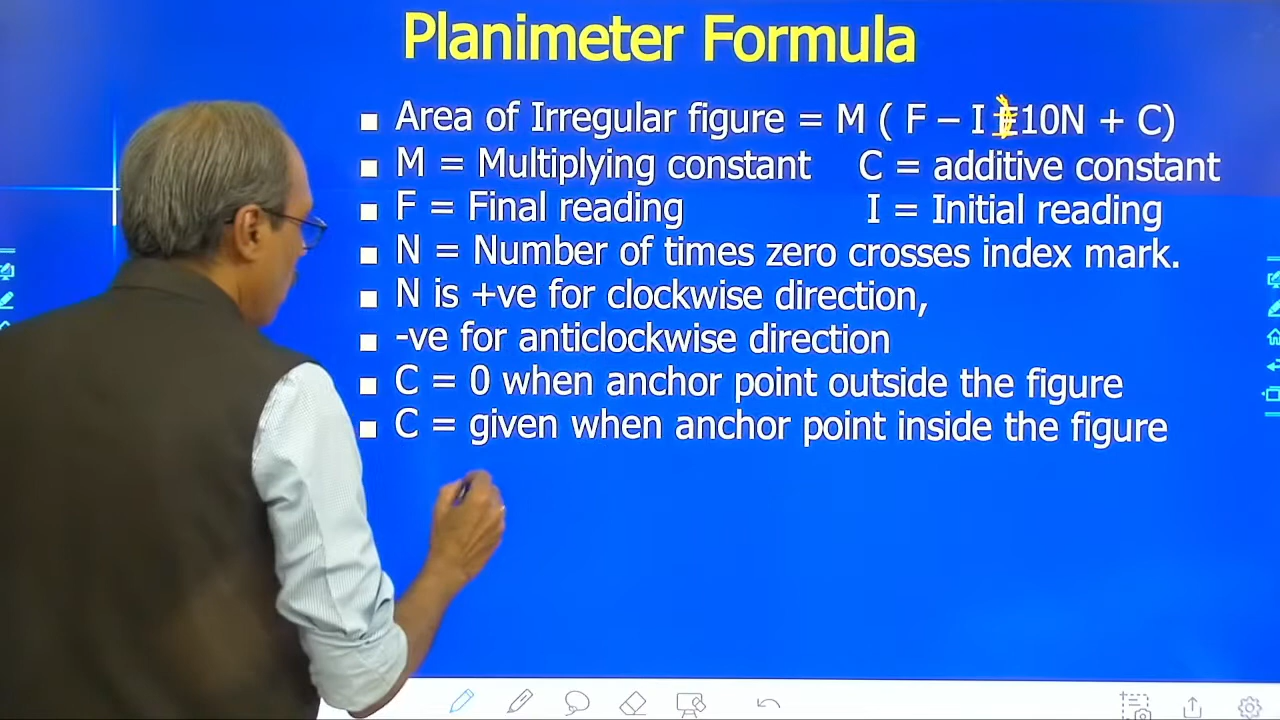 Planimeter Formula
Area of Irregular figure = M ( F – I ± 10N + C)
M = Multiplying constant C = additive constant
F = Final reading I = Initial reading
N = Number of times zero crosses index mark.
N is +ve for clockwise direction,
-ve for anticlockwise direction
C = 0 when anchor point outside the figure
C = given when anchor point inside the figure